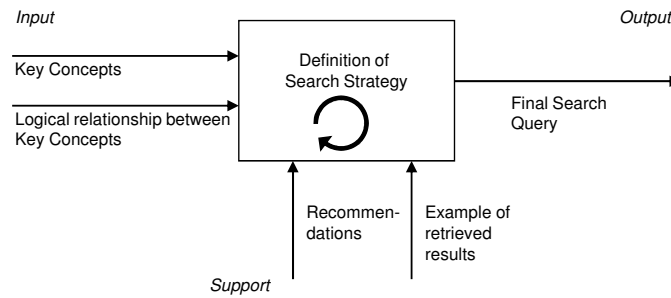 Input
Output
Key Concepts
Definition of
Search Strategy
Logical relationship between
Key Concepts
Final Search
Query
Recommen-
dations
Example of
retrieved
results
Support